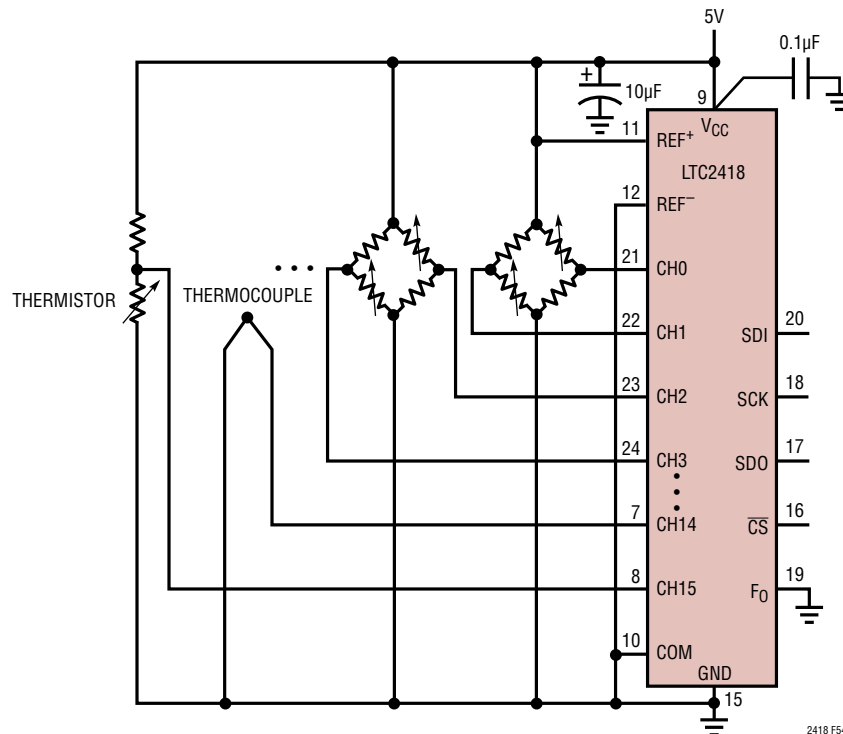 5V
0.1µF
+
10µF
9
VCC
11
REF+
LTC2418
12
REF−
21
CH0
THERMISTOR
THERMOCOUPLE
22
CH1
SDI
20
23
CH2
SCK
18
24
CH3
SDO
17
7
CH14
CS
16
8
CH15
FO
19
10
COM
GND
15
2418 F54